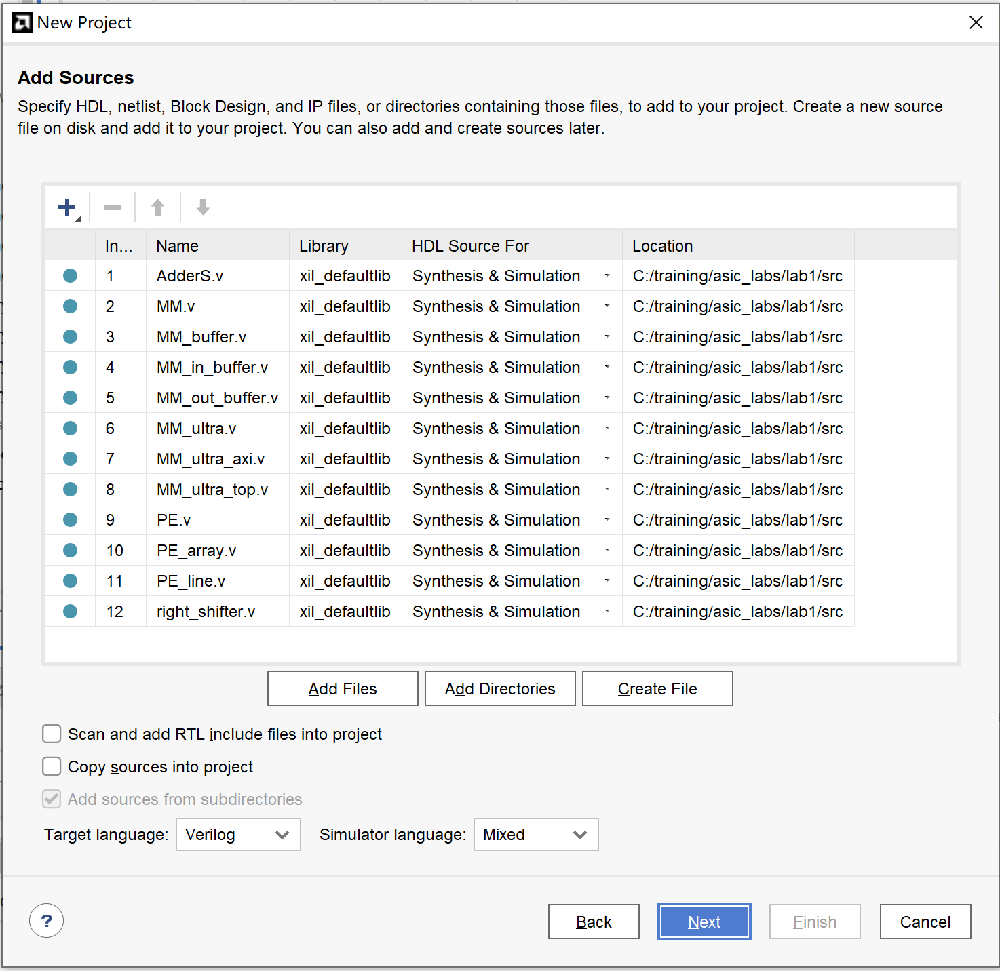 New Project
Add Sources
Specify HDL, netlist, Block Design, and IP files, or directories containing those files, to add to your project. Create a new source
file on disk and add it to your project. You can also add and create sources later.
In... Name Library HDL Source For Location
1 AdderS.v xil_defaultlib Synthesis & Simulation C:/training/asic_labs/lab1/src
2 MM.v xil_defaultlib Synthesis & Simulation C:/training/asic_labs/lab1/src
3 MM_buffer.v xil_defaultlib Synthesis & Simulation C:/training/asic_labs/lab1/src
4 MM_in_buffer.v xil_defaultlib Synthesis & Simulation C:/training/asic_labs/lab1/src
5 MM_out_buffer.v xil_defaultlib Synthesis & Simulation C:/training/asic_labs/lab1/src
6 MM_ultra.v xil_defaultlib Synthesis & Simulation C:/training/asic_labs/lab1/src
7 MM_ultra_axi.v xil_defaultlib Synthesis & Simulation C:/training/asic_labs/lab1/src
8 MM_ultra_top.v xil_defaultlib Synthesis & Simulation C:/training/asic_labs/lab1/src
9 PE.v xil_defaultlib Synthesis & Simulation C:/training/asic_labs/lab1/src
10 PE_array.v xil_defaultlib Synthesis & Simulation C:/training/asic_labs/lab1/src
11 PE_line.v xil_defaultlib Synthesis & Simulation C:/training/asic_labs/lab1/src
12 right_shifter.v xil_defaultlib Synthesis & Simulation C:/training/asic_labs/lab1/src
Add Files Add Directories Create File
Scan and add RTL include files into project
Copy sources into project
Add sources from subdirectories
Target language: Verilog Simulator language: Mixed
? Back Next Finish Cancel